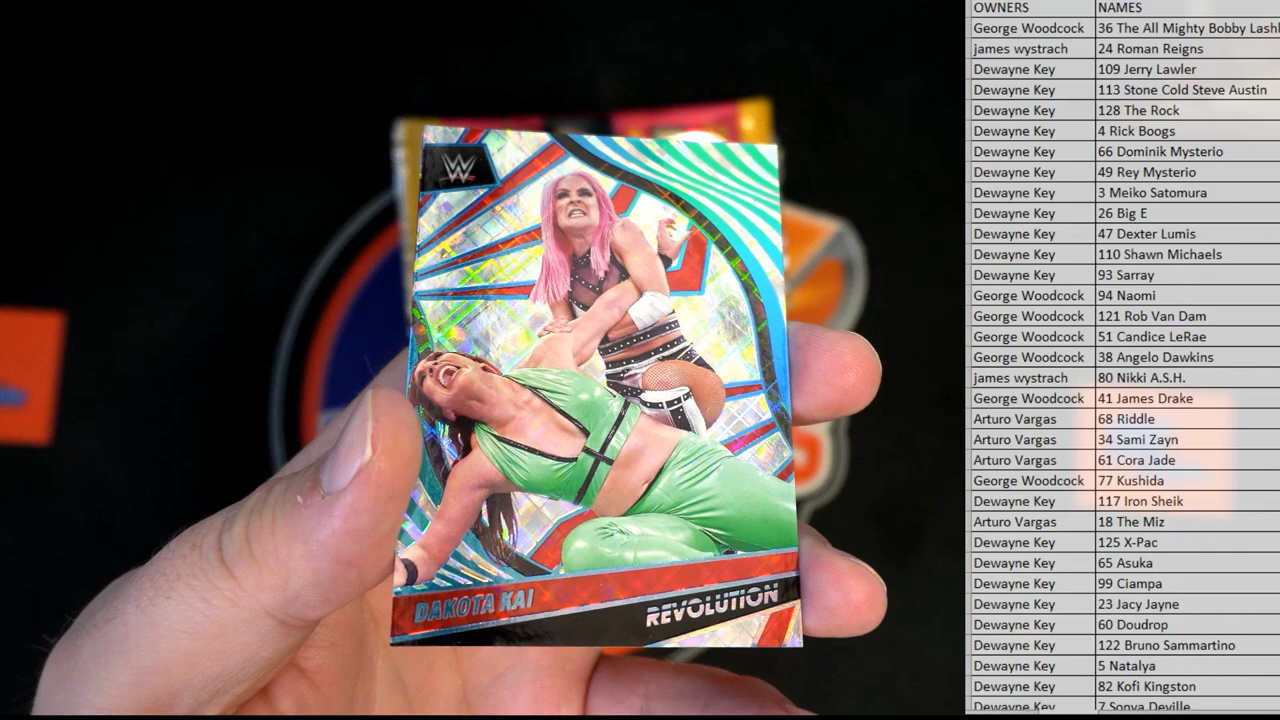 W
DAKOTA KAI
REVOLUTION
OWNERS NAMES
George Woodcock 36 The All Mighty Bobby Lashl
james wystrach 24 Roman Reigns
Dewayne Key 109 Jerry Lawler
Dewayne Key 113 Stone Cold Steve Austin
Dewayne Key 128 The Rock
Dewayne Key 4 Rick Boogs
Dewayne Key 66 Dominik Mysterio
Dewayne Key 49 Rey Mysterio
Dewayne Key 3 Meiko Satomura
Dewayne Key 26 Big E
Dewayne Key 47 Dexter Lumis
Dewayne Key 110 Shawn Michaels
Dewayne Key 93 Sarray
George Woodcock 94 Naomi
George Woodcock 121 Rob Van Dam
George Woodcock 51 Candice LeRae
George Woodcock 38 Angelo Dawkins
james wystrach 80 Nikki A.S.H.
George Woodcock 41 James Drake
Arturo Vargas 68 Riddle
Arturo Vargas 34 Sami Zayn
Arturo Vargas 61 Cora Jade
George Woodcock 77 Kushida
Dewayne Key 117 Iron Sheik
Arturo Vargas 18 The Miz
Dewayne Key 125 X-Pac
Dewayne Key 65 Asuka
Dewayne Key 99 Ciampa
Dewayne Key 23 Jacy Jayne
Dewayne Key 60 Doudrop
Dewayne Key 122 Bruno Sammartino
Dewayne Key 5 Natalya
Dewayne Key 82 Kofi Kingston
Dewayne Key 7 Sonya Deville